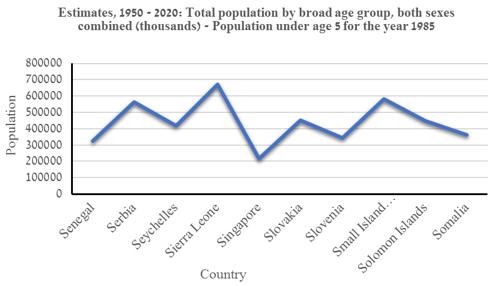 Estimates, 1950 - 2020: Total population by broad age group, both sexes
combined (thousands) - Population under age 5 for the year 1985
800000
700000
600000
500000
400000
300000
200000
100000
0
Population
Senegal
Serbia
Seychelles
Sierra Leone
Singapore
Slovakia
Slovenia
Small Island...
Solomon Islands
Somalia
Country